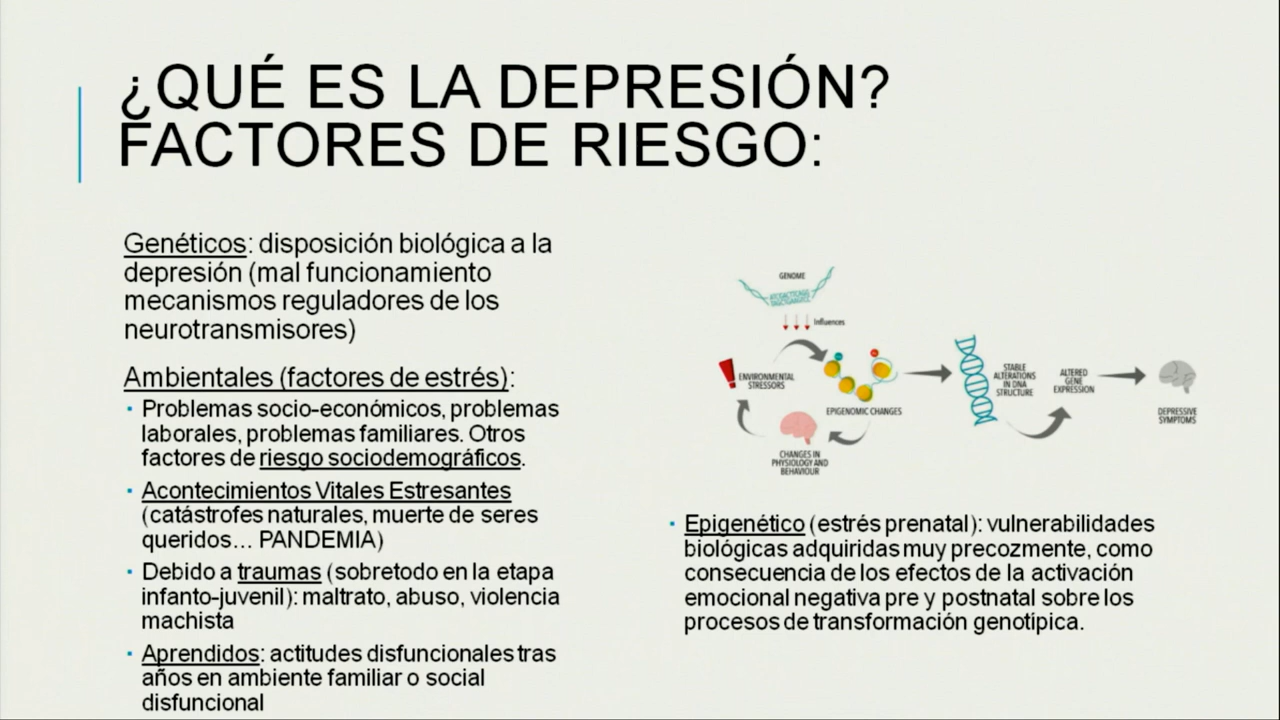 ¿QUÉ ES LA DEPRESIÓN?
FACTORES DE RIESGO:
Genéticos: disposición biológica a la
depresión (mal funcionamiento
mecanismos reguladores de los
neurotransmisores)
Ambientales (factores de estrés):
▪ Problemas socio-económicos, problemas
laborales, problemas familiares. Otros
factores de riesgo sociodemográficos.
▪ Acontecimientos Vitales Estresantes
(catástrofes naturales, muerte de seres
queridos... PANDEMIA)
▪ Debido a traumas (sobretodo en la etapa
infanto-juvenil): maltrato, abuso, violencia
machista
▪ Aprendidos: actitudes disfuncionales tras
años en ambiente familiar o social
disfuncional
GENOME
Influences
ENVIRONMENTAL
STRESSORS
EPIGENOMIC CHANGES
CHANGES IN
PHYSIOLOGY AND
BEHAVIOUR
STABLE
ALTERATIONS
IN DNA
STRUCTURE
ALTERED
GENE
EXPRESSION
DEPRESSIVE
SYMPTOMS
▪ Epigenético (estrés prenatal): vulnerabilidades
biológicas adquiridas muy precozmente, como
consecuencia de los efectos de la activación
emocional negativa pre y postnatal sobre los
procesos de transformación genotípica.